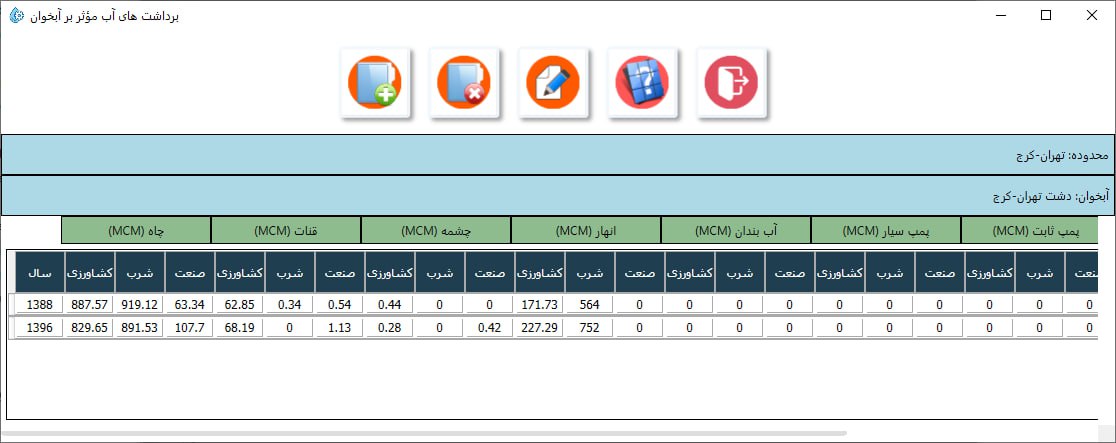 برداشت های آب مؤثر بر آبخوان
محدوده: تهران-کرج
آبخوان: دشت تهران-کرج
چاه (MCM) قنات (MCM) چشمه (MCM) انهار (MCM) آب بندان (MCM) پمپ سیار (MCM) پمپ ثابت (MCM)
سال کشاورزی شرب صنعت کشاورزی شرب صنعت کشاورزی شرب صنعت کشاورزی شرب صنعت کشاورزی شرب صنعت کشاورزی شرب صنعت کشاورزی شرب صنعت
1388 887.57 919.12 63.34 62.85 0.34 0.54 0.44 0 0 171.73 564 0 0 0 0 0 0 0 0 0 0
1396 829.65 891.53 107.7 68.19 0 1.13 0.28 0 0.42 227.29 752 0 0 0 0 0 0 0 0 0 0